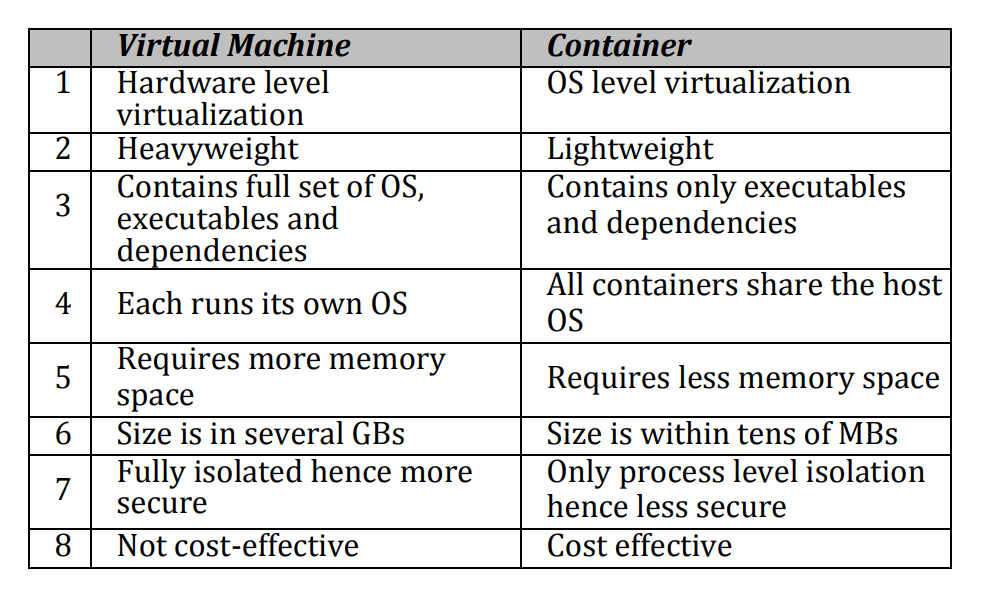 Virtual Machine Container
1 Hardware level OS level virtualization
virtualization
2 Heavyweight Lightweight
3 Contains full set of OS, Contains only executables
executables and and dependencies
dependencies
4 Each runs its own OS All containers share the host
OS
5 Requires more memory Requires less memory space
space
6 Size is in several GBs Size is within tens of MBs
7 Fully isolated hence more Only process level isolation
secure hence less secure
8 Not cost-effective Cost effective